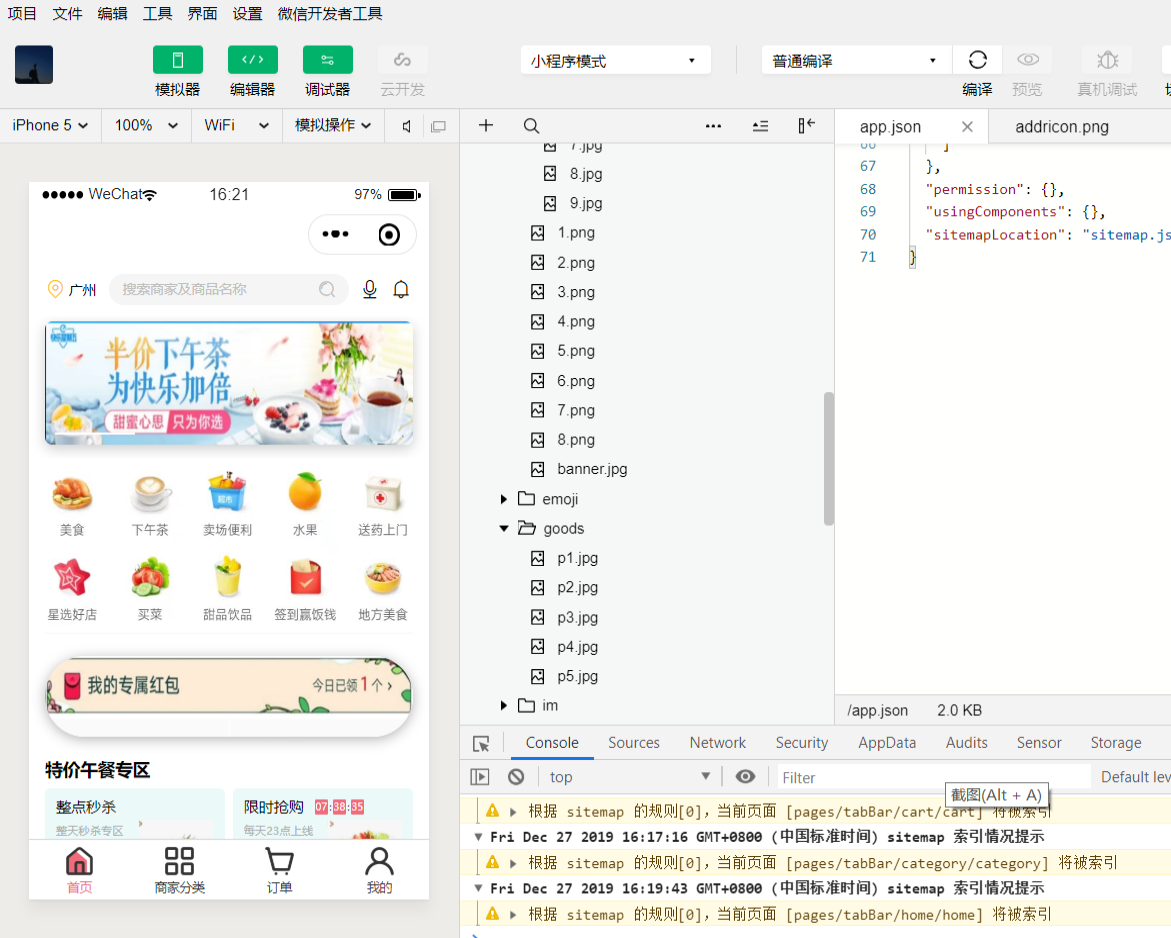 项目 文件 编辑 工具 界面 设置 微信开发者工具
模拟器 编辑器 调试器 云开发
小程序模式
普通编译
编译 预览 真机调试
iPhone 5 100% WiFi 模拟操作
WeChat 16:21 97%
广州 搜索商家及商品名称
半价下午茶
为快乐加倍
甜蜜心思 只为你选
美食 下午茶 卖场便利 水果 送药上门
超市
星选好店 买菜 甜品饮品 签到赢饭钱 地方美食
我的专属红包 今日已领 1 个 ›
特价午餐专区
整点秒杀
整天秒杀专区
限时抢购 07:38:35
每天23点上线
首页 商家分类 订单 我的
7.jpg
8.jpg
9.jpg
1.png
2.png
3.png
4.png
5.png
6.png
7.png
8.png
banner.jpg
emoji
goods
p1.jpg
p2.jpg
p3.jpg
p4.jpg
p5.jpg
im
app.json addricon.png
66 ]
67 },
68 "permission": {},
69 "usingComponents": {},
70 "sitemapLocation": "sitemap.js
71 }
/app.json 2.0 KB
Console Sources Network Security AppData Audits Sensor Storage
top Filter Default lev
截图(Alt + A)
根据 sitemap 的规则[0]，当前页面 [pages/tabBar/cart/cart] 将被索引
Fri Dec 27 2019 16:17:16 GMT+0800 (中国标准时间) sitemap 索引情况提示
根据 sitemap 的规则[0]，当前页面 [pages/tabBar/category/category] 将被索引
Fri Dec 27 2019 16:19:43 GMT+0800 (中国标准时间) sitemap 索引情况提示
根据 sitemap 的规则[0]，当前页面 [pages/tabBar/home/home] 将被索引